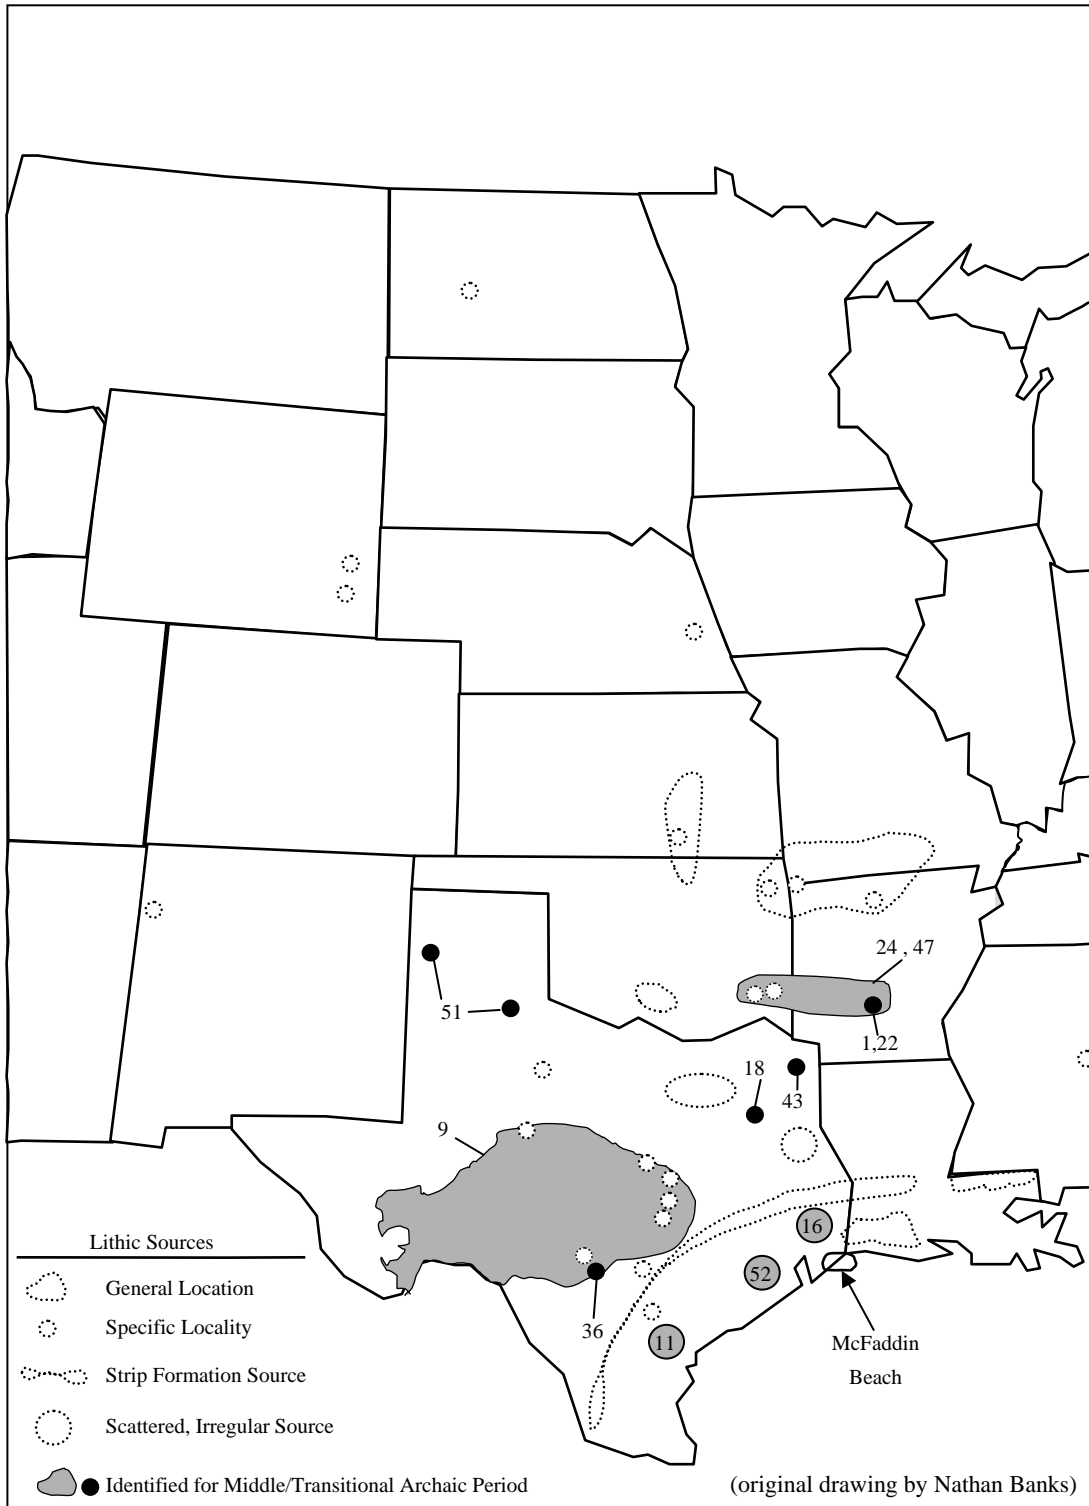 24 , 47
51
1,22
18
43
9
16
52
36
11
McFaddin
Beach
Lithic Sources
General Location
Specific Locality
Strip Formation Source
Scattered, Irregular Source
Identified for Middle/Transitional Archaic Period
(original drawing by Nathan Banks)